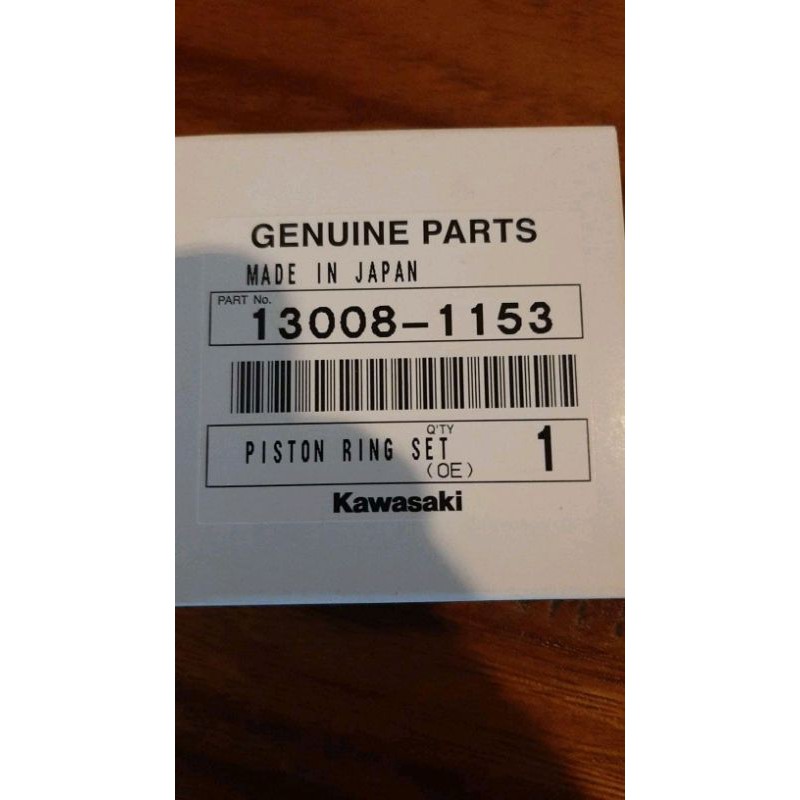 GENUINE PARTS
MADE IN JAPAN
PART No.
13008-1153
Q'TY
PISTON RING SET 1
(OE)
Kawasaki